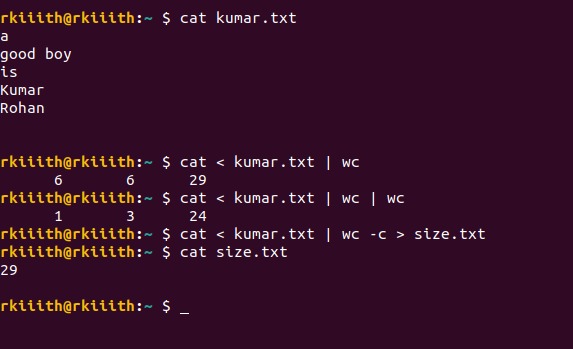 rkiiith@rkiiith:~ $ cat kumar.txt
a
good boy
is
Kumar
Rohan
rkiiith@rkiiith:~ $ cat < kumar.txt | wc
6 6 29
rkiiith@rkiiith:~ $ cat < kumar.txt | wc | wc
1 3 24
rkiiith@rkiiith:~ $ cat < kumar.txt | wc -c > size.txt
rkiiith@rkiiith:~ $ cat size.txt
29
rkiiith@rkiiith:~ $ _